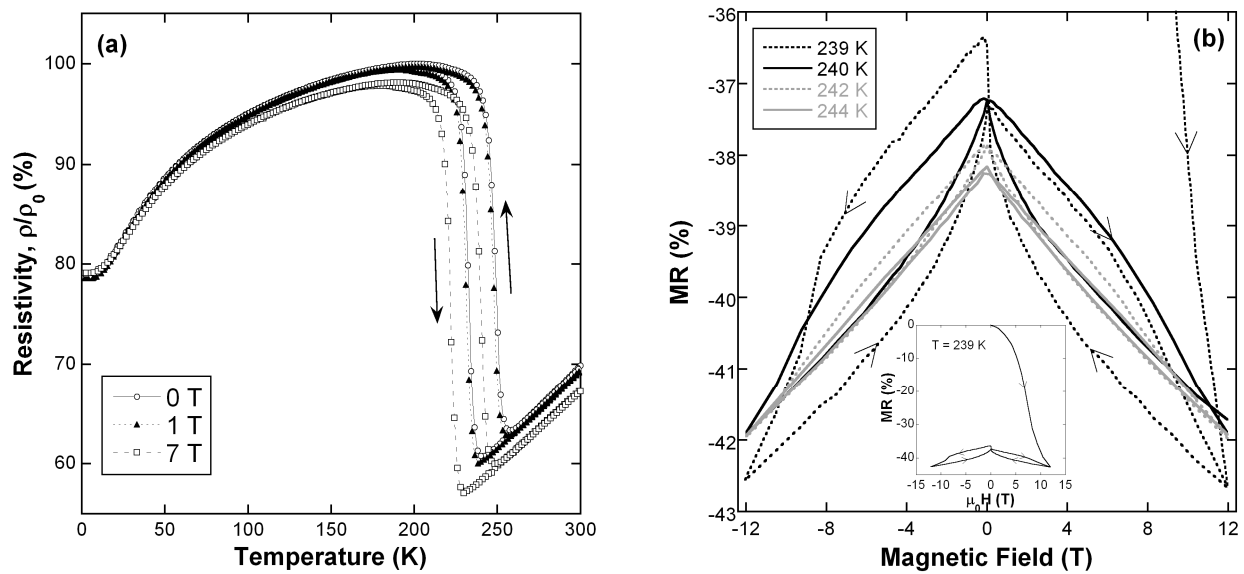 (a)
Resistivity, ρ/ρ0 (%)
100
90
80
70
60
0 T
1 T
7 T
0 50 100 150 200 250 300
Temperature (K)
(b)
MR (%)
-36
-37
-38
-39
-40
-41
-42
-43
239 K
240 K
242 K
244 K
T = 239 K
MR (%)
0
-10
-20
-30
-40
-15 -10 -5 0 5 10 15
μ0H (T)
-12 -8 -4 0 4 8 12
Magnetic Field (T)